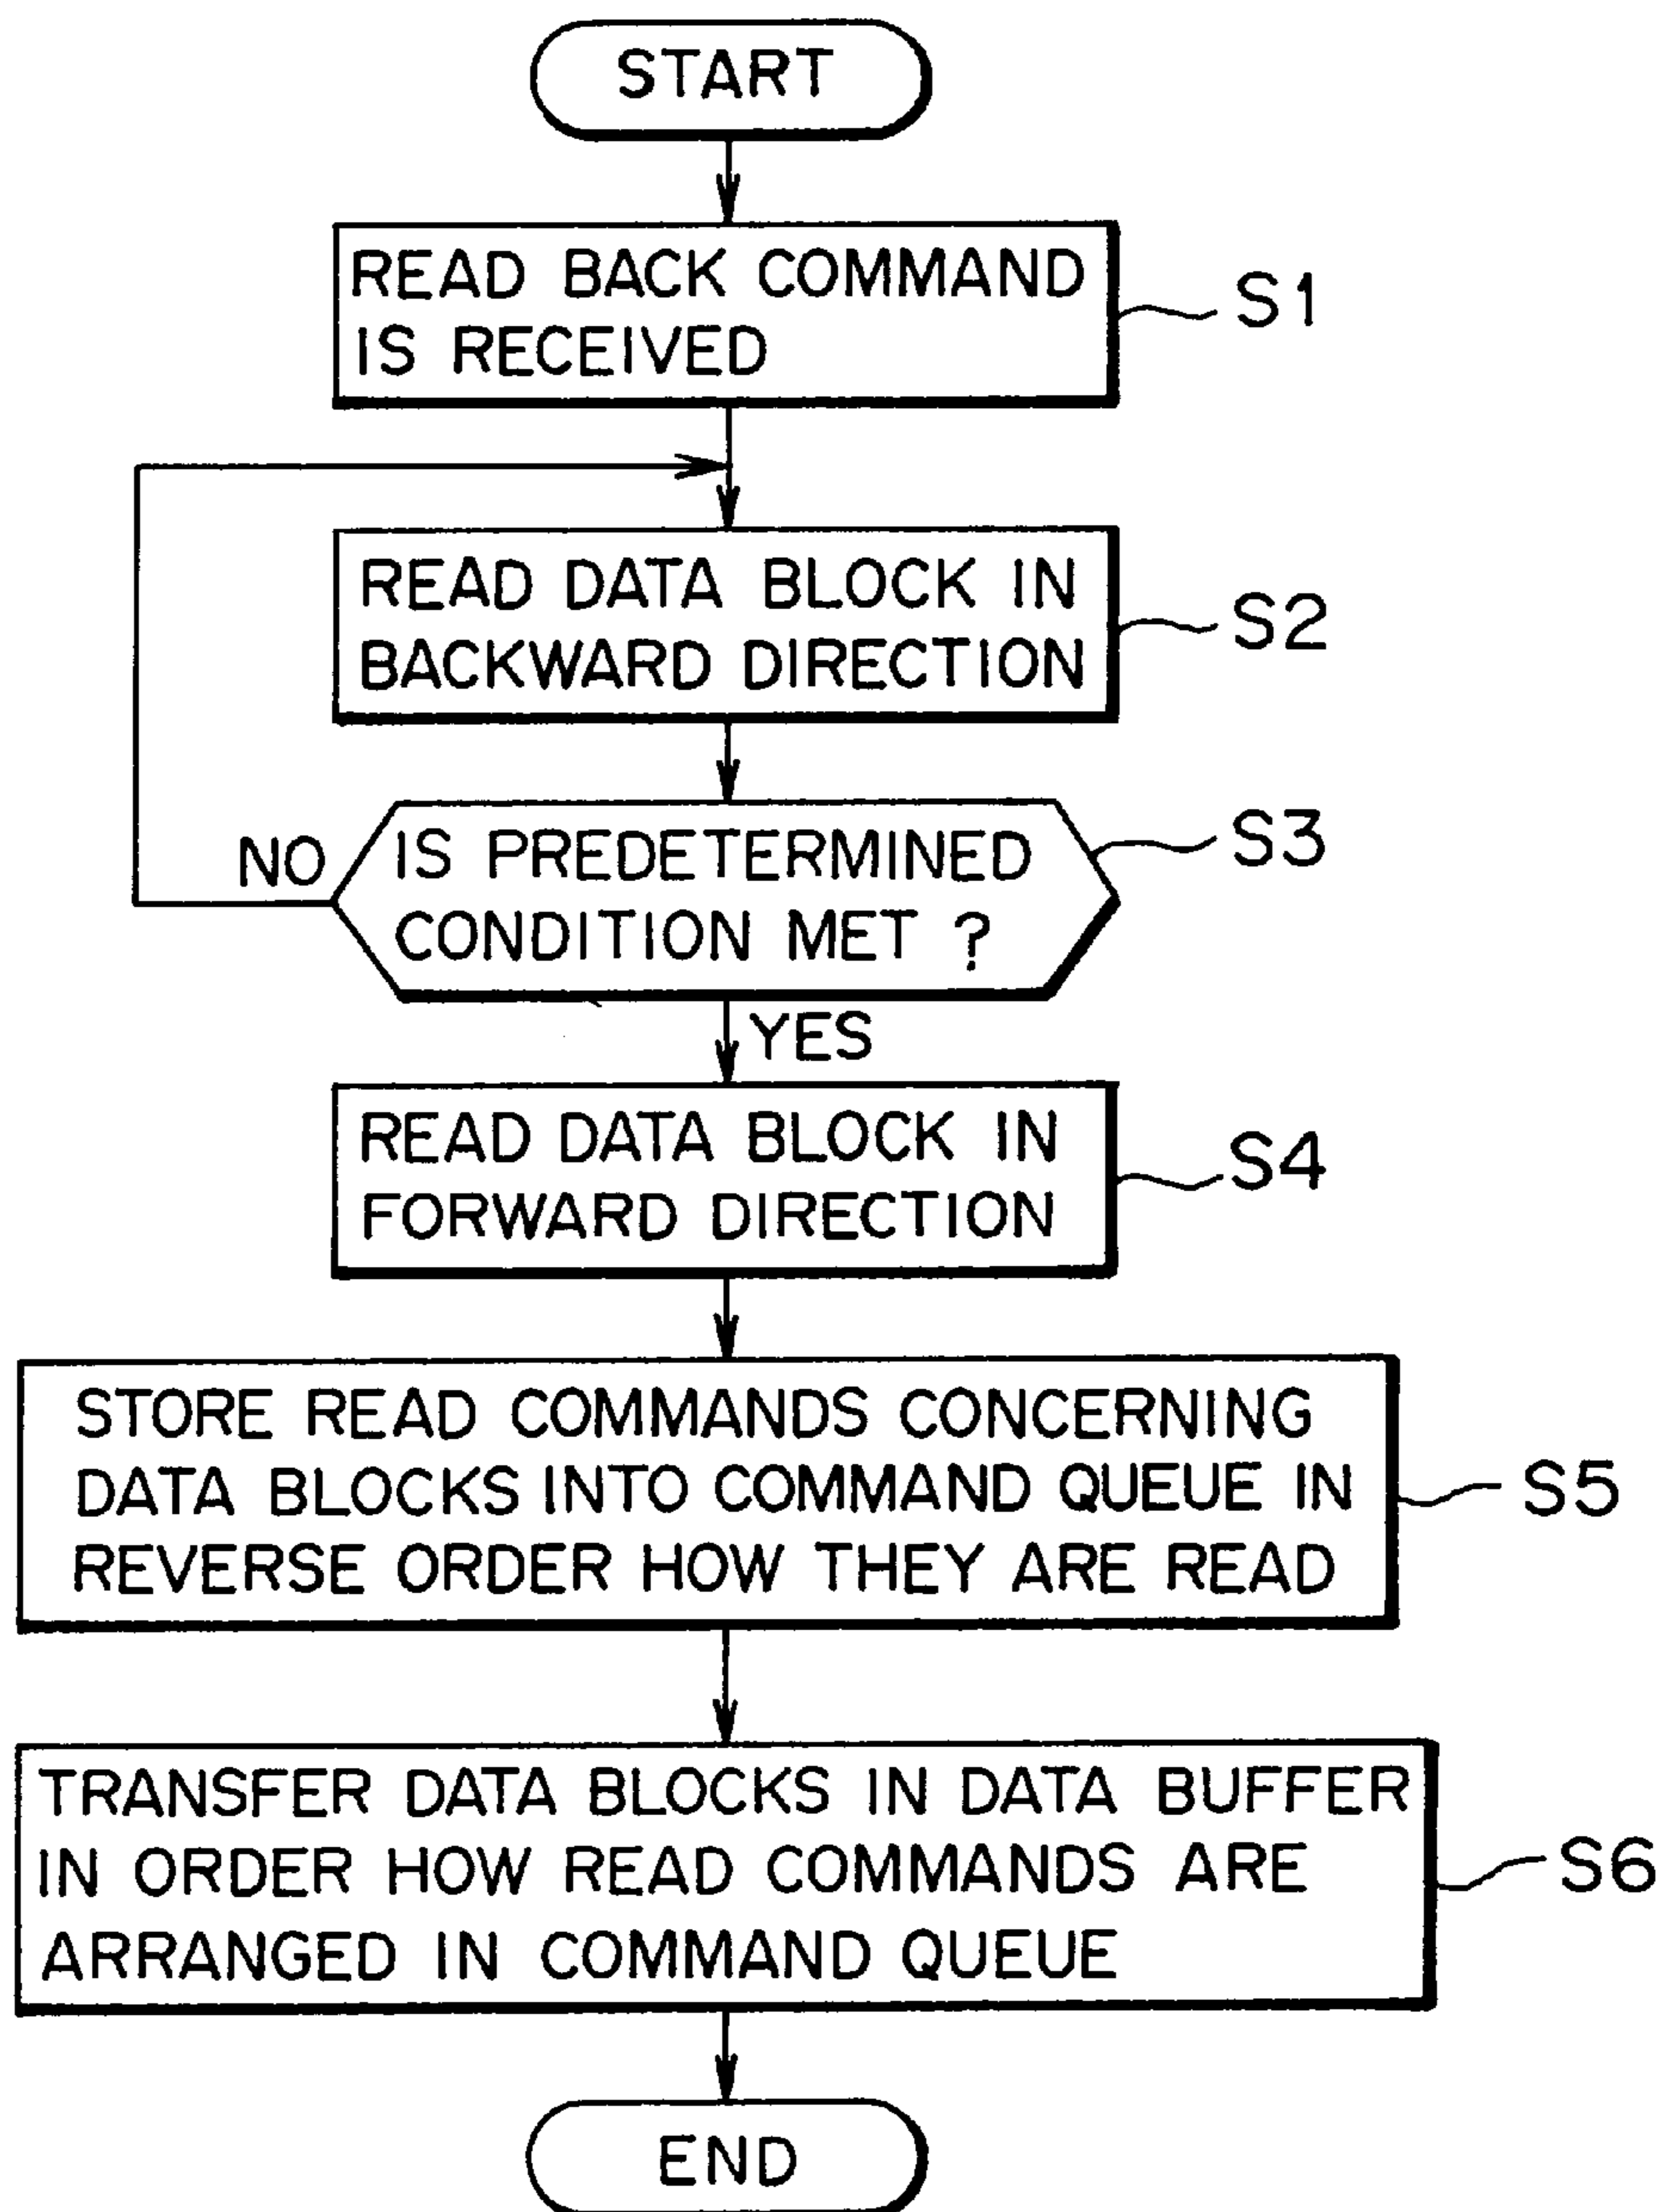 START
READ BACK COMMAND
IS RECEIVED
S1
READ DATA BLOCK IN
BACKWARD DIRECTION
S2
NO
IS PREDETERMINED
CONDITION MET ?
S3
YES
READ DATA BLOCK IN
FORWARD DIRECTION
S4
STORE READ COMMANDS CONCERNING
DATA BLOCKS INTO COMMAND QUEUE IN
REVERSE ORDER HOW THEY ARE READ
S5
TRANSFER DATA BLOCKS IN DATA BUFFER
IN ORDER HOW READ COMMANDS ARE
ARRANGED IN COMMAND QUEUE
S6
END